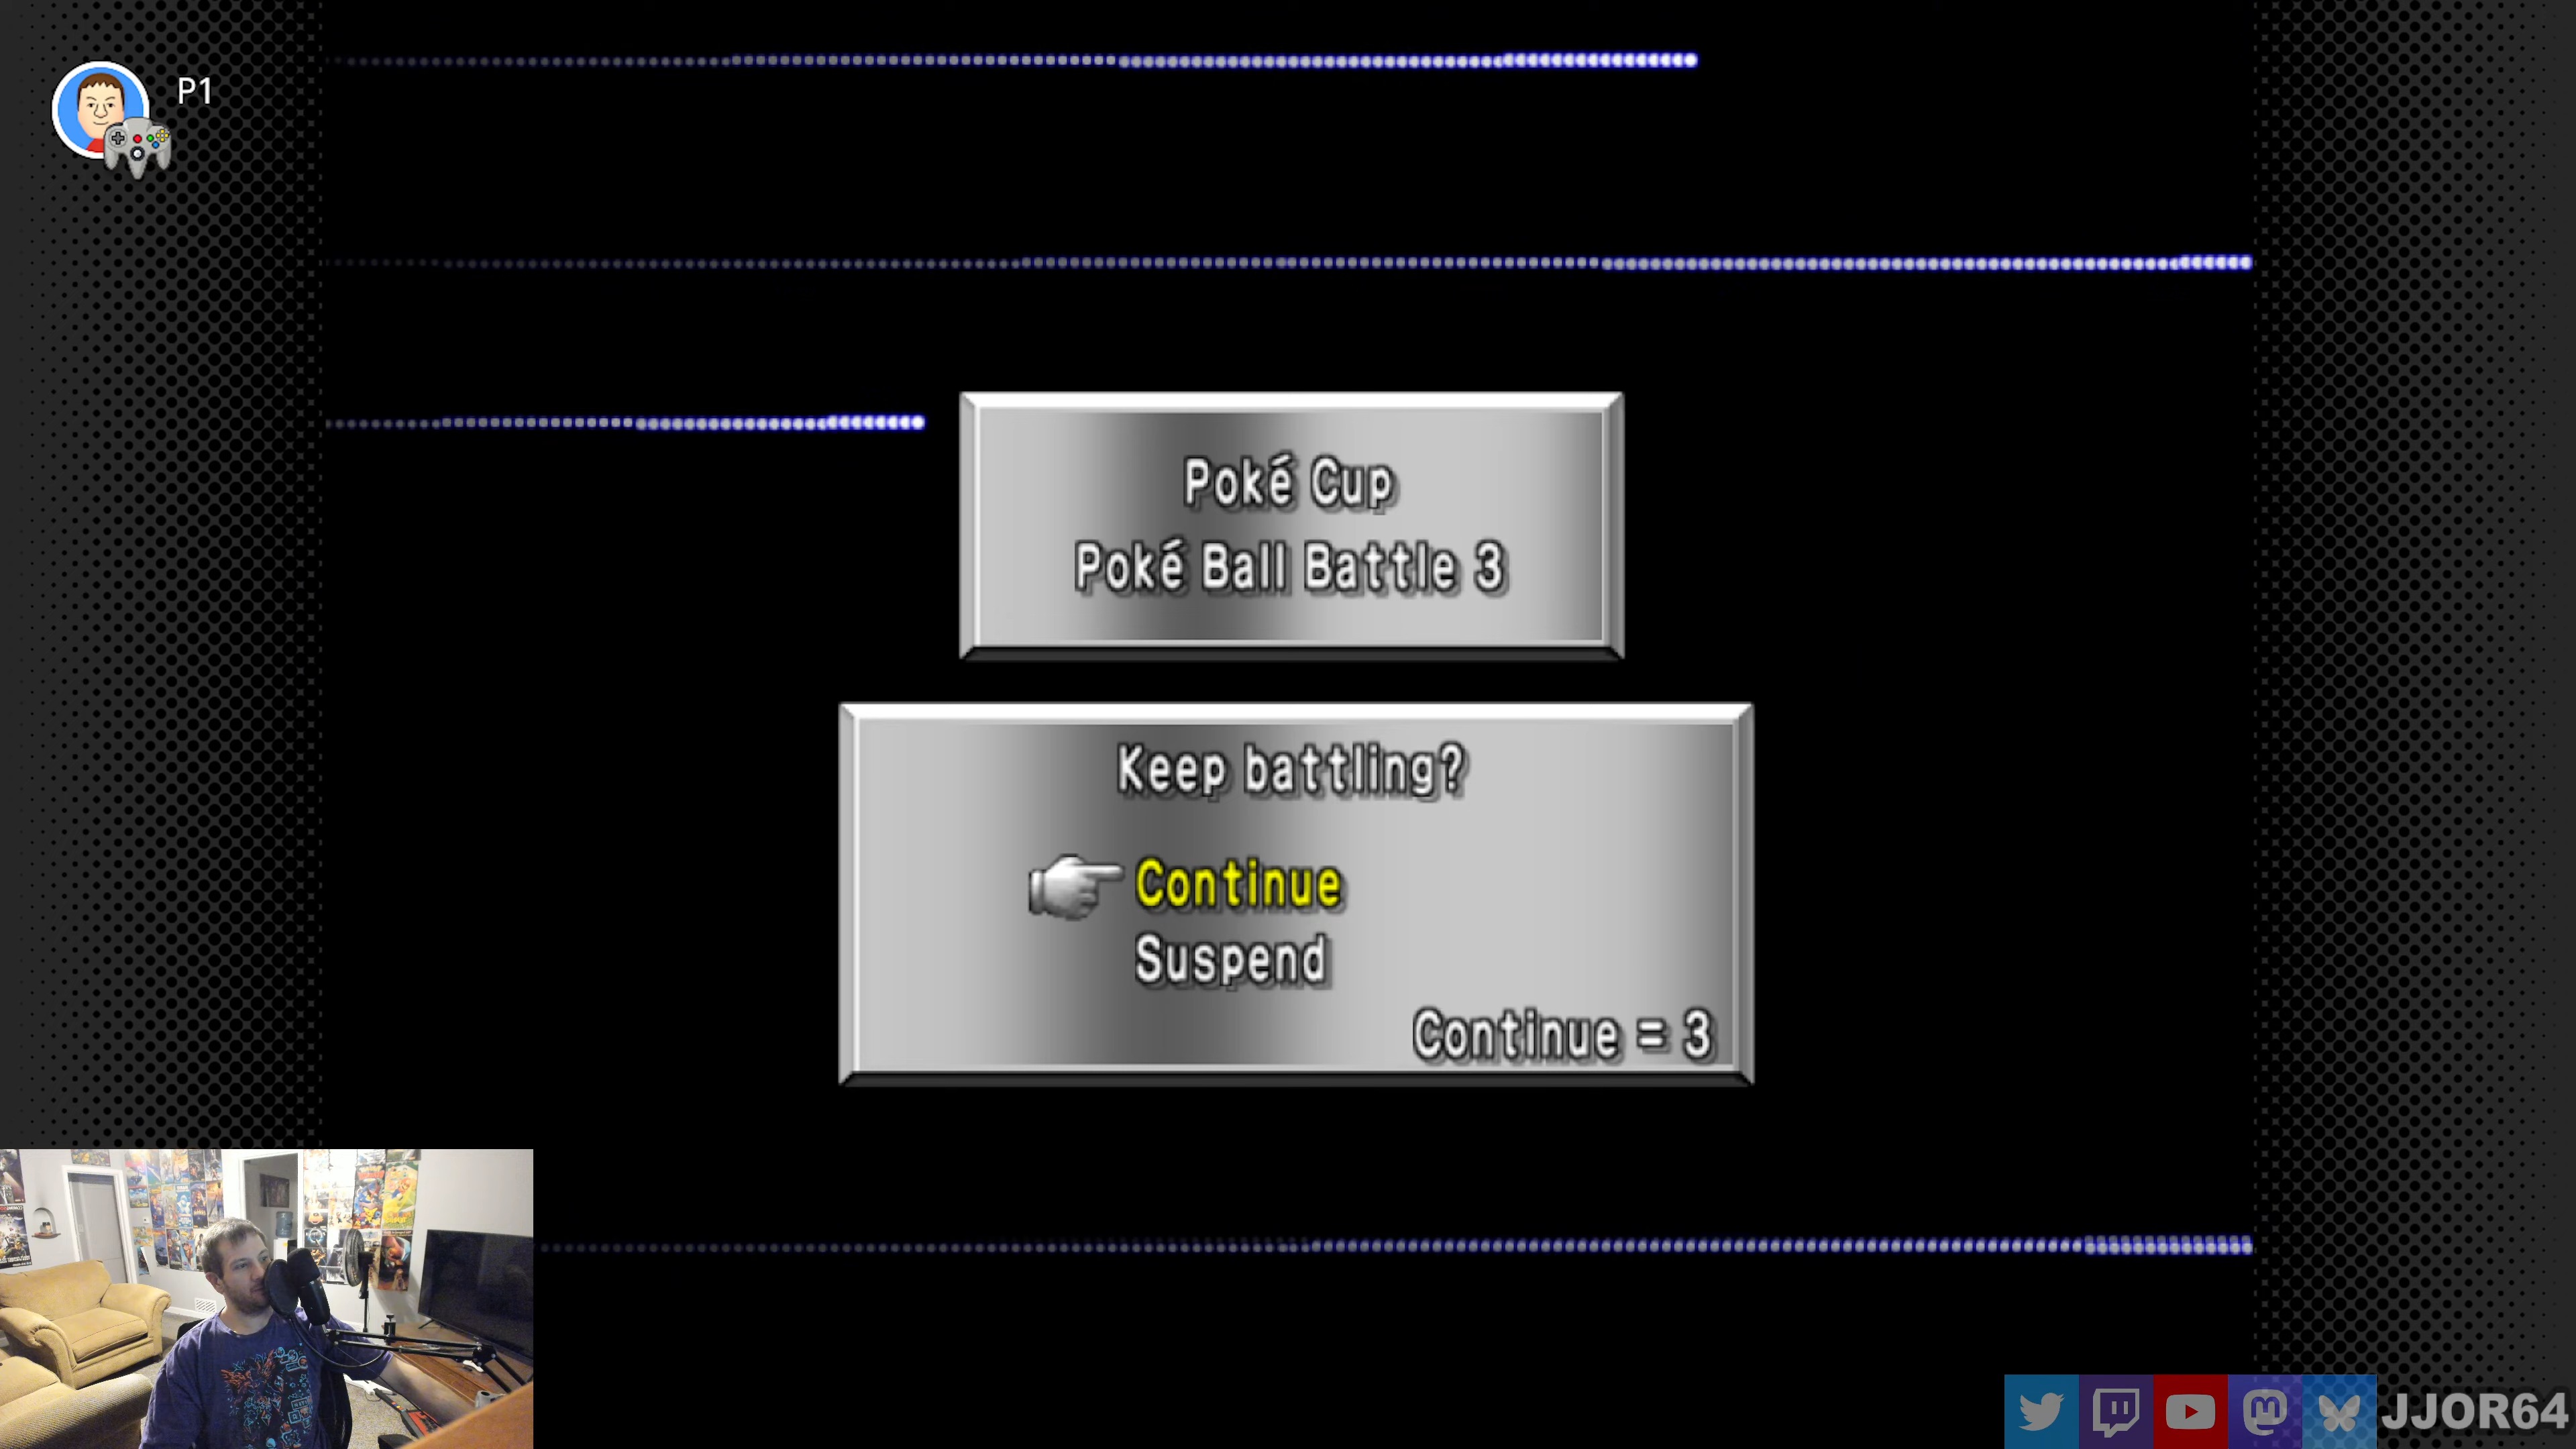 P1
Poké Cup
Poké Ball Battle 3
Keep battling?
Continue
Suspend
Continue = 3
JJOR64